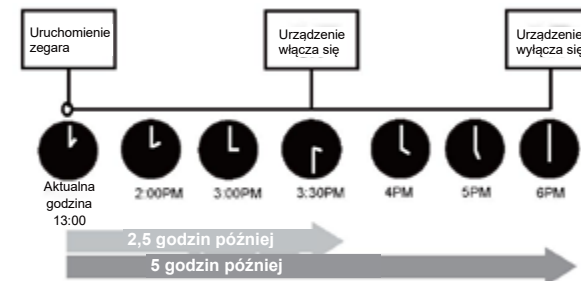 Uruchomienie
zegara
Urządzenie
włącza się
Urządzenie
wyłącza się
Aktualna
godzina
13:00
2:00PM
3:00PM
3:30PM
4PM
5PM
6PM
2,5 godzin później
5 godzin później